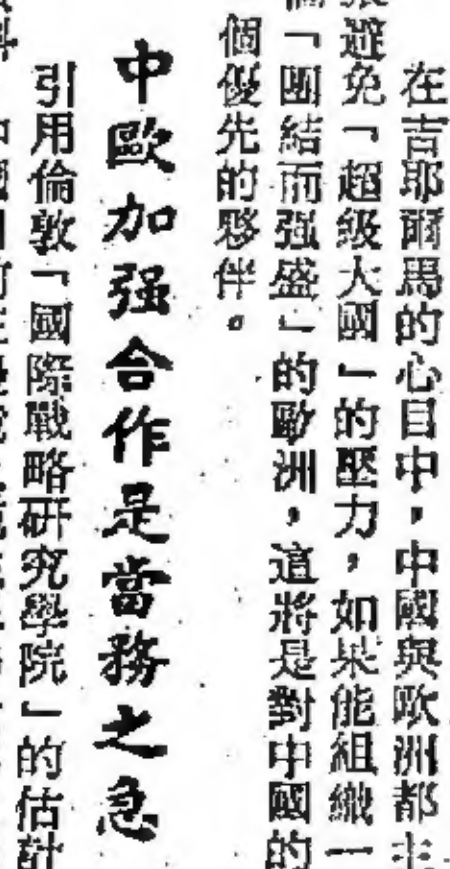 在吉耶爾馬的心目中，中國與歐洲都主
張避免「超級大國」的壓力，如果能組織一
個「團結而强盛」的歐洲，這將是對中國的
個優先的夥伴。
中歐加强合作是當務之急
引用倫敦「國際戰略研究學院」的估計